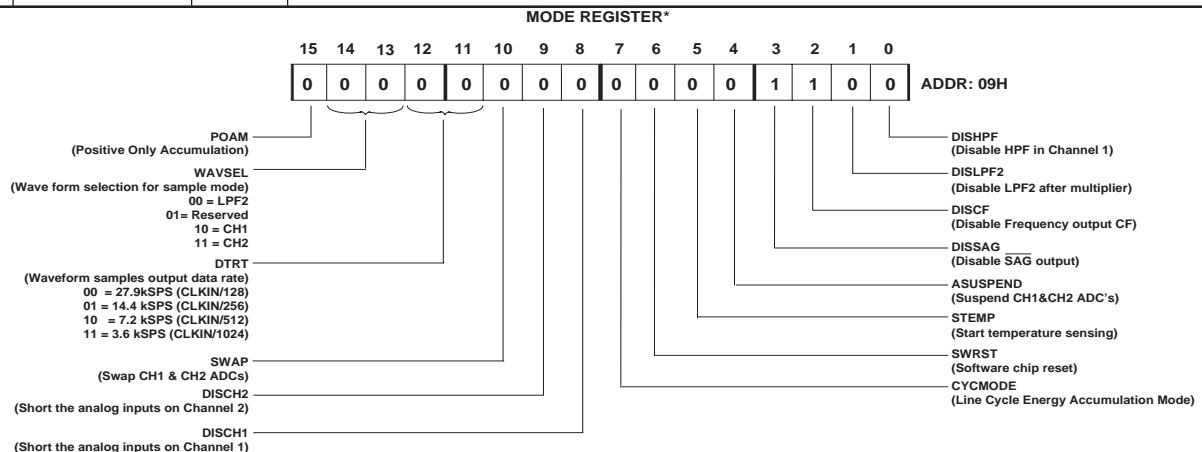 MODE REGISTER*
15 14 13 12 11 10 9 8 7 6 5 4 3 2 1 0
0 0 0 0 0 0 0 0 0 0 0 0 1 1 0 0 ADDR: 09H
POAM
(Positive Only Accumulation)
WAVSEL
(Wave form selection for sample mode)
00 = LPF2
01= Reserved
10 = CH1
11 = CH2
DTRT
(Waveform samples output data rate)
00 = 27.9kSPS (CLKIN/128)
01 = 14.4 kSPS (CLKIN/256)
10 = 7.2 kSPS (CLKIN/512)
11 = 3.6 kSPS (CLKIN/1024)
SWAP
(Swap CH1 & CH2 ADCs)
DISCH2
(Short the analog inputs on Channel 2)
DISCH1
(Short the analog inputs on Channel 1)
DISHPF
(Disable HPF in Channel 1)
DISLPF2
(Disable LPF2 after multiplier)
DISCF
(Disable Frequency output CF)
DISSAG
(Disable SAG output)
ASUSPEND
(Suspend CH1&CH2 ADC's)
STEMP
(Start temperature sensing)
SWRST
(Software chip reset)
CYCMODE
(Line Cycle Energy Accumulation Mode)